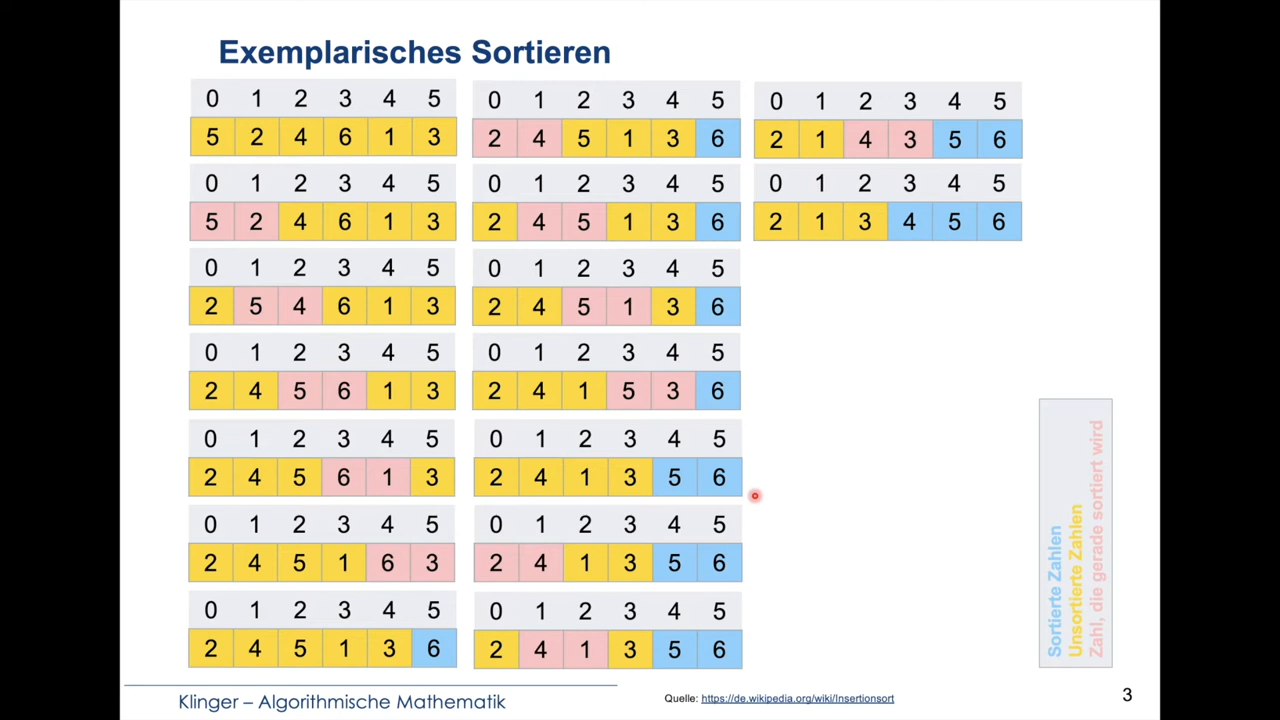 Exemplarisches Sortieren
0 1 2 3 4 5
5 2 4 6 1 3
0 1 2 3 4 5
5 2 4 6 1 3
0 1 2 3 4 5
2 5 4 6 1 3
0 1 2 3 4 5
2 4 5 6 1 3
0 1 2 3 4 5
2 4 5 6 1 3
0 1 2 3 4 5
2 4 5 1 6 3
0 1 2 3 4 5
2 4 5 1 3 6
0 1 2 3 4 5
2 4 5 1 3 6
0 1 2 3 4 5
2 4 5 1 3 6
0 1 2 3 4 5
2 4 5 1 3 6
0 1 2 3 4 5
2 4 1 5 3 6
0 1 2 3 4 5
2 4 1 3 5 6
0 1 2 3 4 5
2 4 1 3 5 6
0 1 2 3 4 5
2 4 1 3 5 6
0 1 2 3 4 5
2 1 4 3 5 6
0 1 2 3 4 5
2 1 3 4 5 6
Sortierte Zahlen
Unsortierte Zahlen
Zahl, die gerade sortiert wird
Klinger – Algorithmische Mathematik
Quelle: https://de.wikipedia.org/wiki/Insertionsort
3